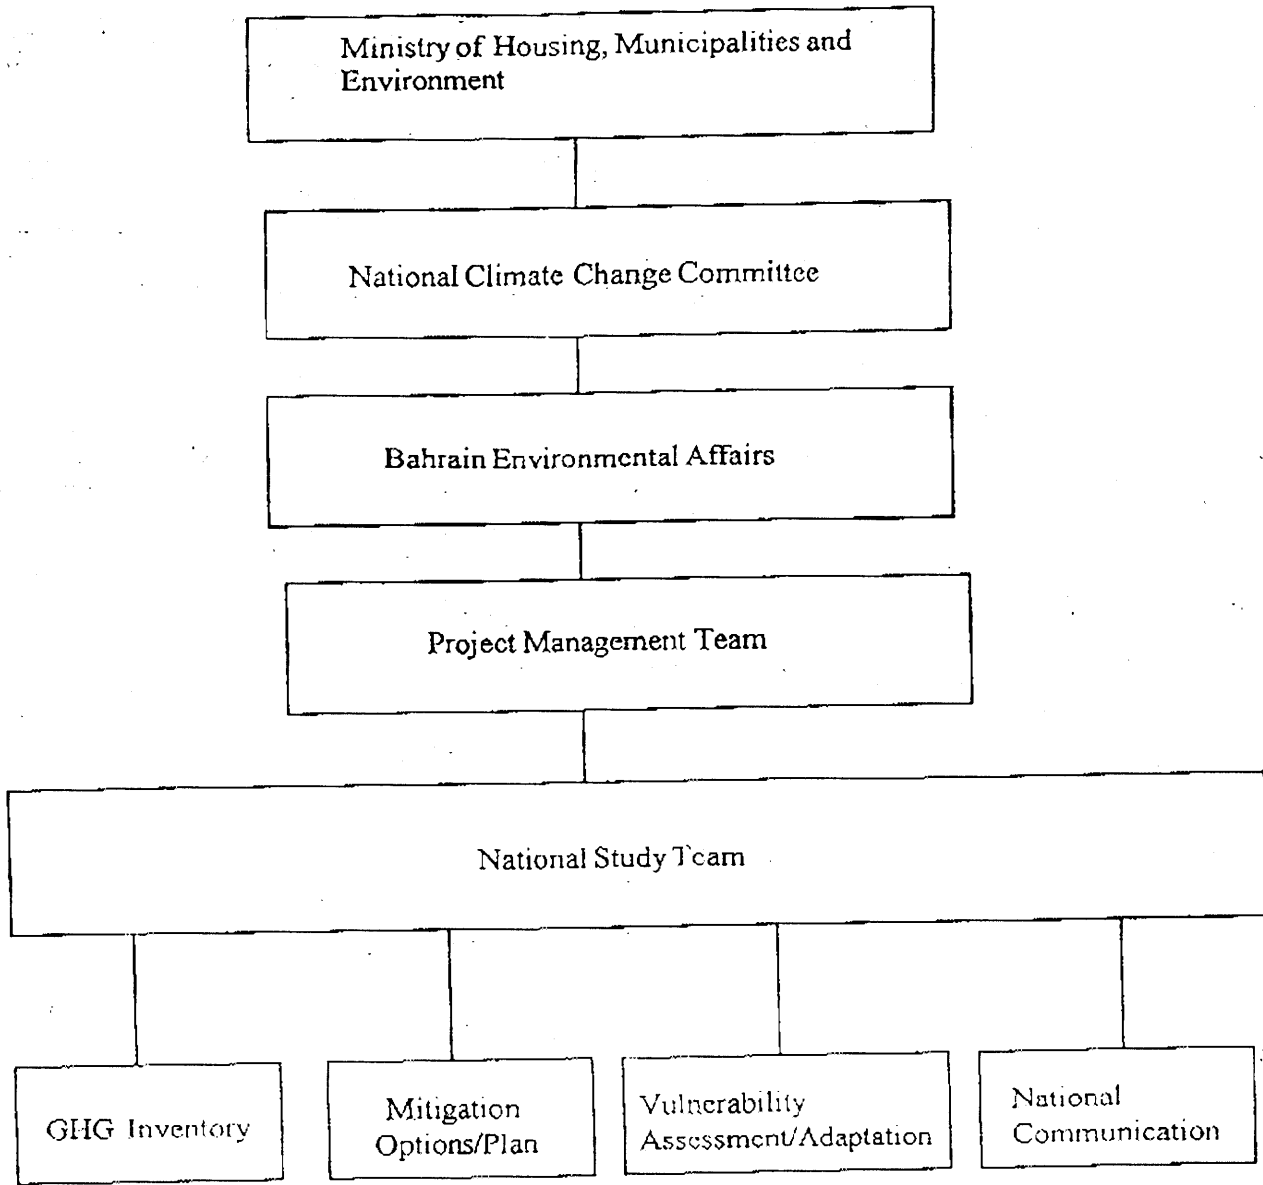 Ministry of Housing, Municipalities and
Environment
National Climate Change Committee
Bahrain Environmental Affairs
Project Management Team
National Study Team
GHG Inventory
Mitigation
Options/Plan
Vulnerability
Assessment/Adaptation
National
Communication